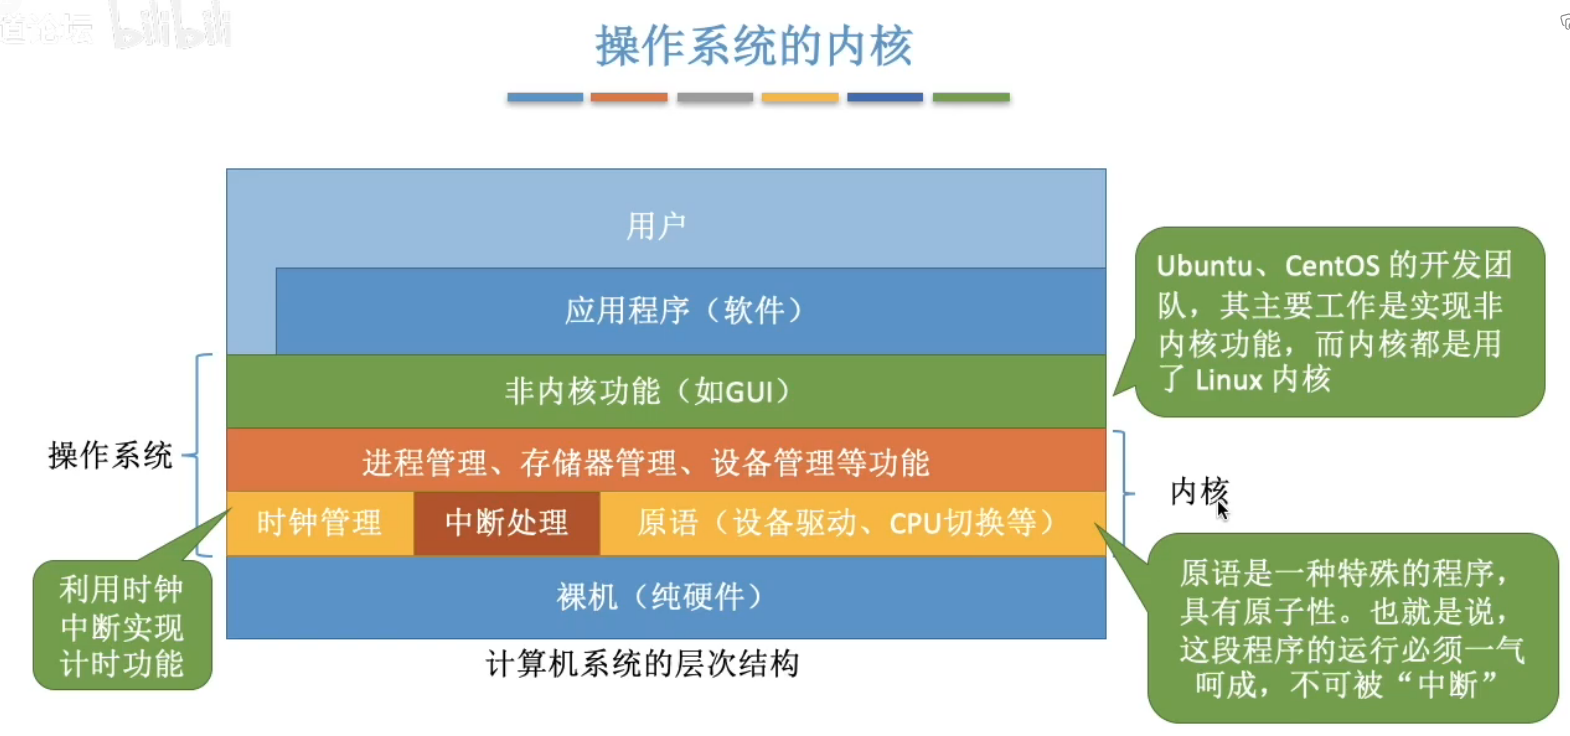 bilibili
操作系统的内核
用户
应用程序（软件）
Ubuntu、CentOS 的开发团
队，其主要工作是实现非
内核功能，而内核都是用
了 Linux 内核
非内核功能（如GUI）
操作系统
进程管理、存储器管理、设备管理等功能
内核
时钟管理
中断处理
原语（设备驱动、CPU切换等）
利用时钟
中断实现
计时功能
裸机（纯硬件）
原语是一种特殊的程序，
具有原子性。也就是说，
这段程序的运行必须一气
呵成，不可被“中断”
计算机系统的层次结构